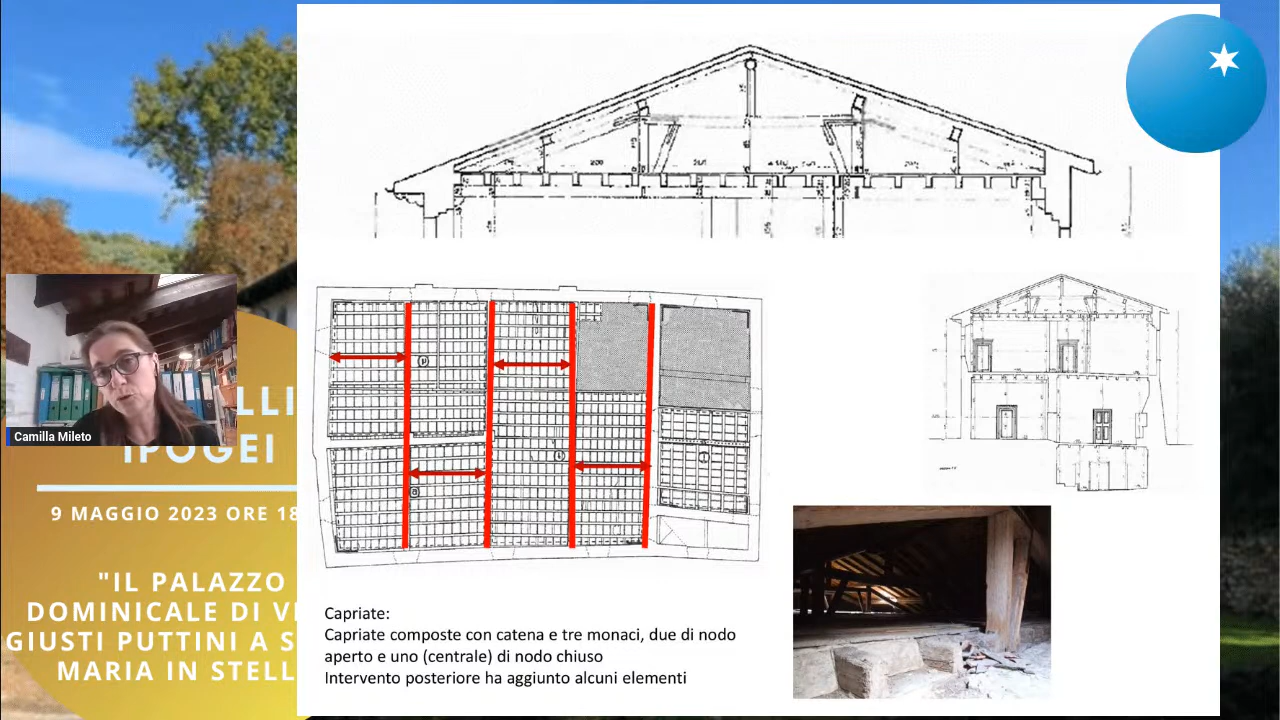 Camilla Mileto
LLI
IPOGEI
9 MAGGIO 2023 ORE 18
"IL PALAZZO
DOMINICALE DI
GIUSTI PUTTINI A S
MARIA IN STELL
Capriate:
Capriate composte con catena e tre monaci, due di nodo
aperto e uno (centrale) di nodo chiuso
Intervento posteriore ha aggiunto alcuni elementi